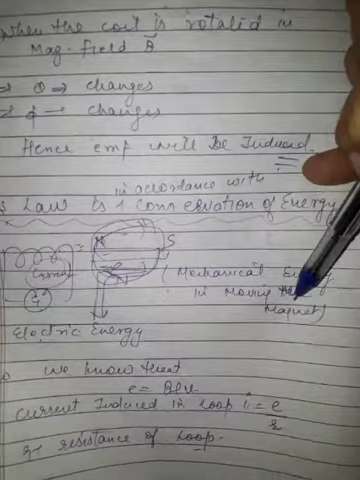 when the coil is rotated in
Mag. field B
⇒ θ ⇒ changes
→ ϕ → changes
Hence emf will be Induced
in accordance with
s Law & Conservation of Energy
N S
Current
G
(Mechanical Energy
in moving
Magnet)
Electric Energy
we know that
e = Blv
current Induced in loop i = e/r
r → resistance of loop.